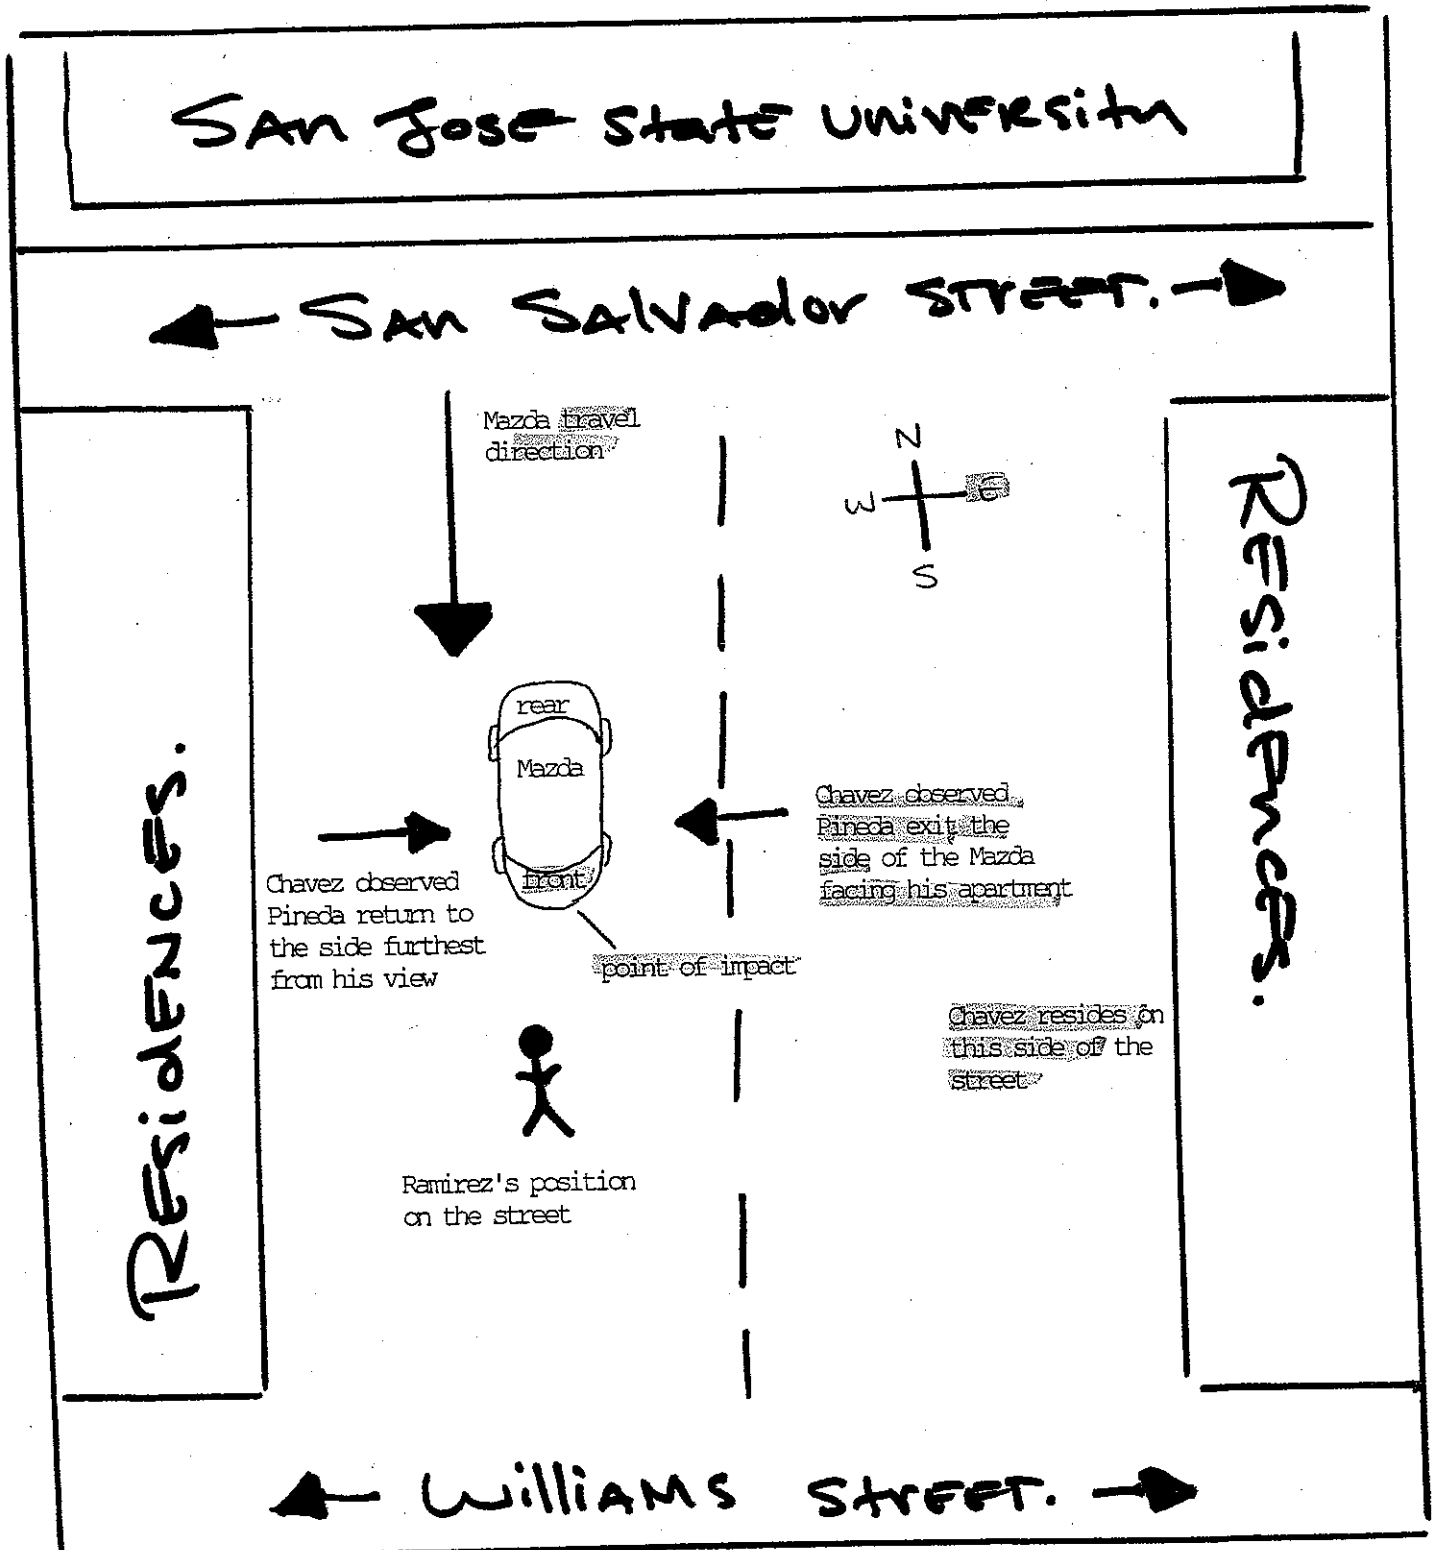 SAn Jose State University
SAn SAlvador Street.
Mazda travel
direction
N
W E
S
Residences.
Residences.
rear
Mazda
front
Chavez observed
Pineda exit the
side of the Mazda
facing his apartment
Chavez observed
Pineda return to
the side furthest
from his view
point of impact
Chavez resides on
this side of the
street
Ramirez's position
on the street
WilliAMs Street.